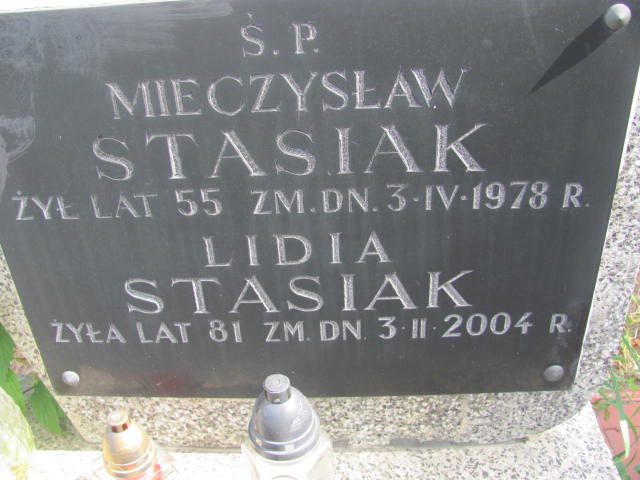 Ś.P.
MIECZYSŁAW
STASIAK
ŻYŁ LAT 55 ZM. DN. 3-IV-1978 R.
LIDIA
STASIAK
ŻYŁA LAT 81 ZM. DN. 3·II·2004 R.